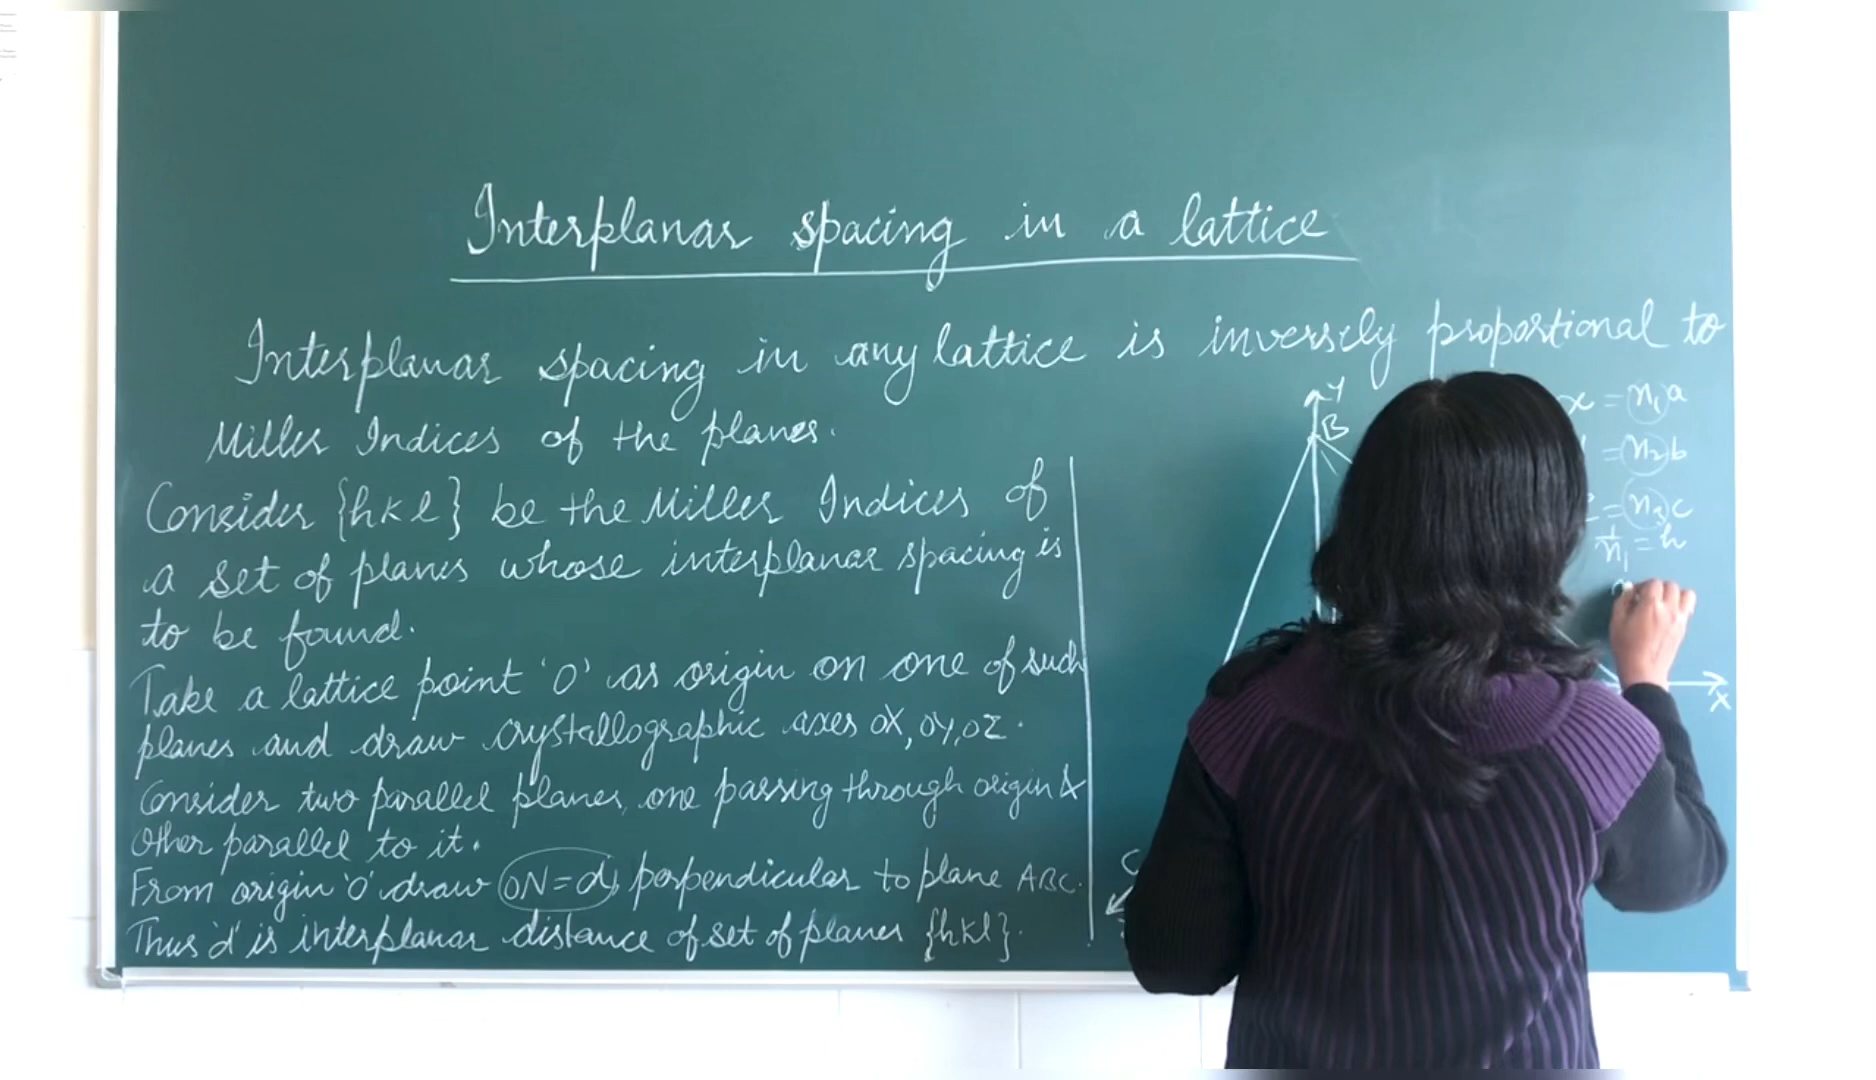 Interplanar spacing in a lattice
Interplanar spacing in any lattice is inversely proportional to
Miller Indices of the planes.
Consider {hkl} be the Miller Indices of
a set of planes whose interplanar spacing is
to be found.
Take a lattice point 'O' as origin on one of such
planes and draw crystallographic axes OX, OY, OZ.
Consider two parallel planes, one passing through origin &
other parallel to it.
From origin 'O' draw ON=d, perpendicular to plane ABC.
Thus 'd' is interplanar distance of set of planes {hkl}.
Y
B
C
X
x = n₁a
= n₂b
= n₃c
1/n₁ = h